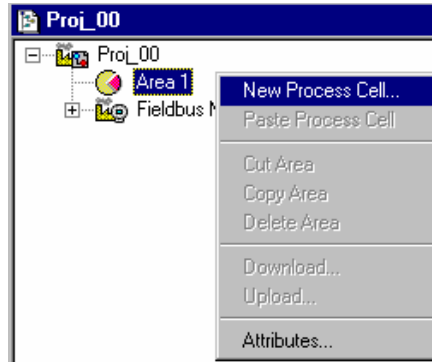 Proj_00
Proj_00
Area 1
Fieldbus
New Process Cell...
Paste Process Cell
Cut Area
Copy Area
Delete Area
Download...
Upload...
Attributes...